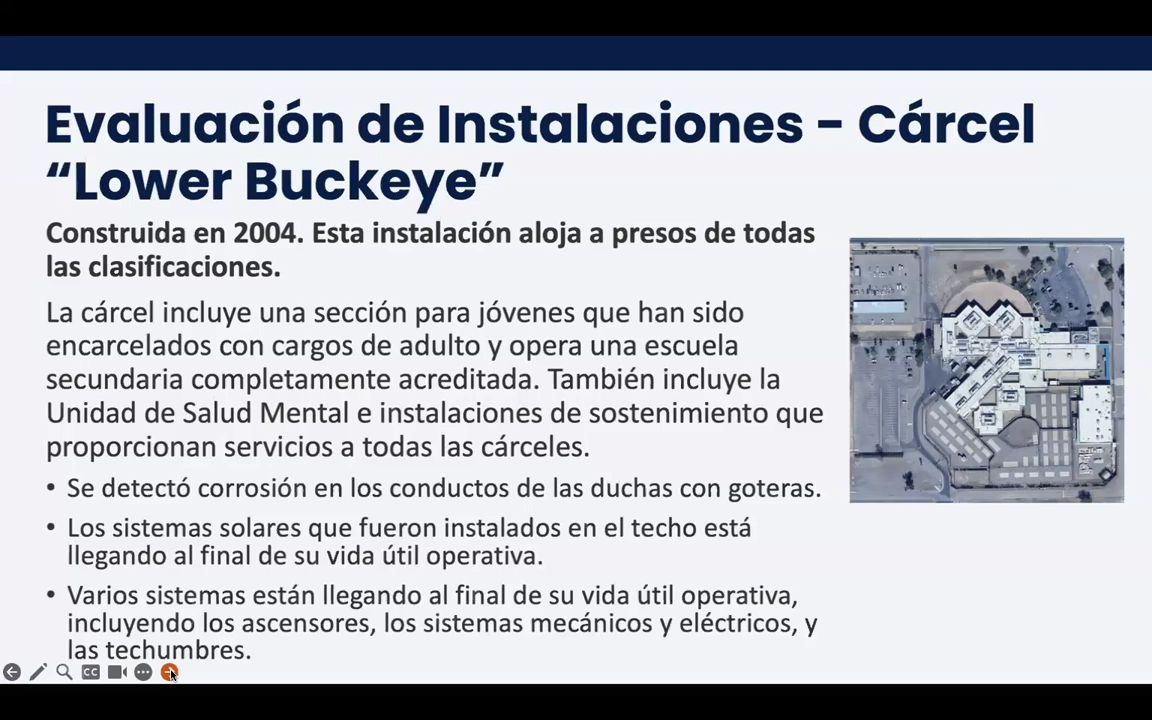 Evaluación de Instalaciones - Cárcel
“Lower Buckeye”
Construida en 2004. Esta instalación aloja a presos de todas
las clasificaciones.
La cárcel incluye una sección para jóvenes que han sido
encarcelados con cargos de adulto y opera una escuela
secundaria completamente acreditada. También incluye la
Unidad de Salud Mental e instalaciones de sostenimiento que
proporcionan servicios a todas las cárceles.
• Se detectó corrosión en los conductos de las duchas con goteras.
• Los sistemas solares que fueron instalados en el techo está
llegando al final de su vida útil operativa.
• Varios sistemas están llegando al final de su vida útil operativa,
incluyendo los ascensores, los sistemas mecánicos y eléctricos, y
las techumbres.
CC